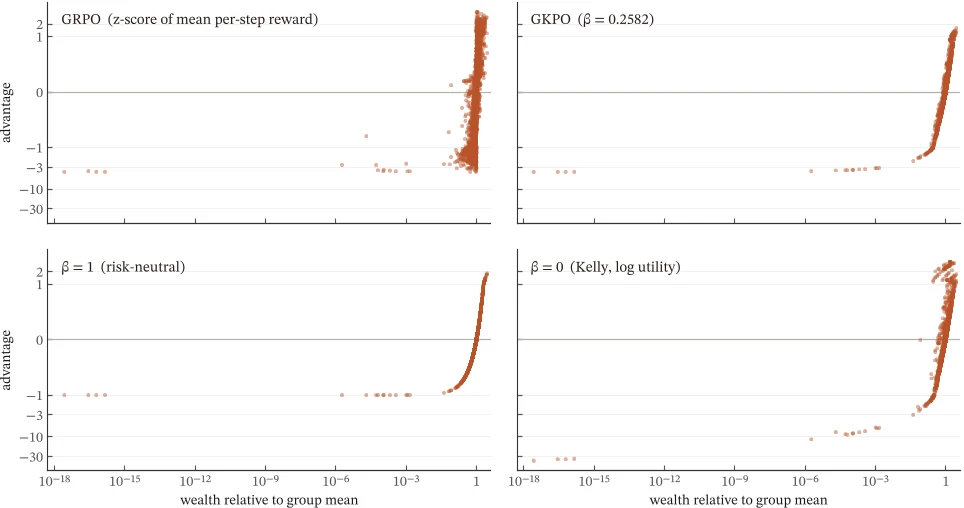 GRPO (z-score of mean per-step reward)
GKPO (β = 0.2582)
advantage
2
1
0
−1
−3
−10
−30
β = 1 (risk-neutral)
β = 0 (Kelly, log utility)
advantage
2
1
0
−1
−3
−10
−30
10−18 10−15 10−12 10−9 10−6 10−3 1
10−18 10−15 10−12 10−9 10−6 10−3 1
wealth relative to group mean
wealth relative to group mean